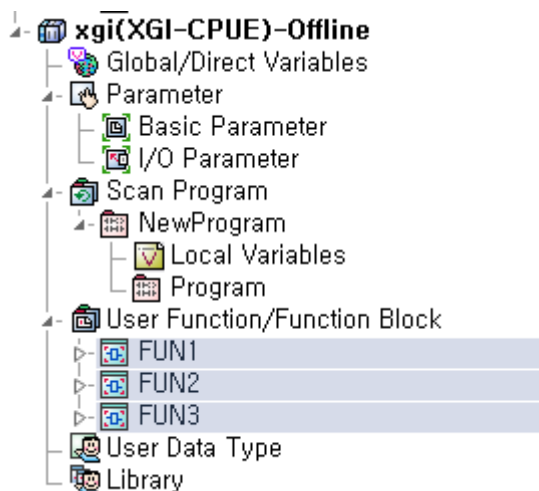 xgi(XGI-CPUE)-Offline
Global/Direct Variables
Parameter
Basic Parameter
I/O Parameter
Scan Program
NewProgram
Local Variables
Program
User Function/Function Block
FUN1
FUN2
FUN3
User Data Type
Library